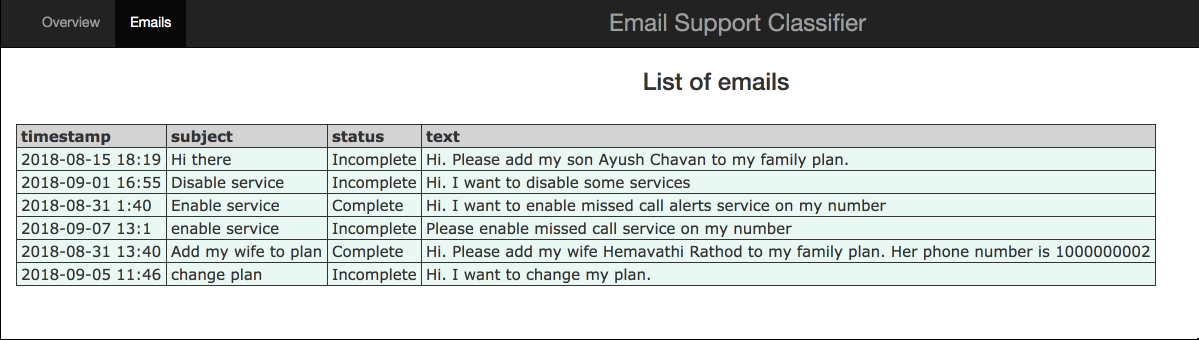 Overview Emails Email Support Classifier
List of emails
timestamp subject status text
2018-08-15 18:19 Hi there Incomplete Hi. Please add my son Ayush Chavan to my family plan.
2018-09-01 16:55 Disable service Incomplete Hi. I want to disable some services
2018-08-31 1:40 Enable service Complete Hi. I want to enable missed call alerts service on my number
2018-09-07 13:1 enable service Incomplete Please enable missed call service on my number
2018-08-31 13:40 Add my wife to plan Complete Hi. Please add my wife Hemavathi Rathod to my family plan. Her phone number is 1000000002
2018-09-05 11:46 change plan Incomplete Hi. I want to change my plan.